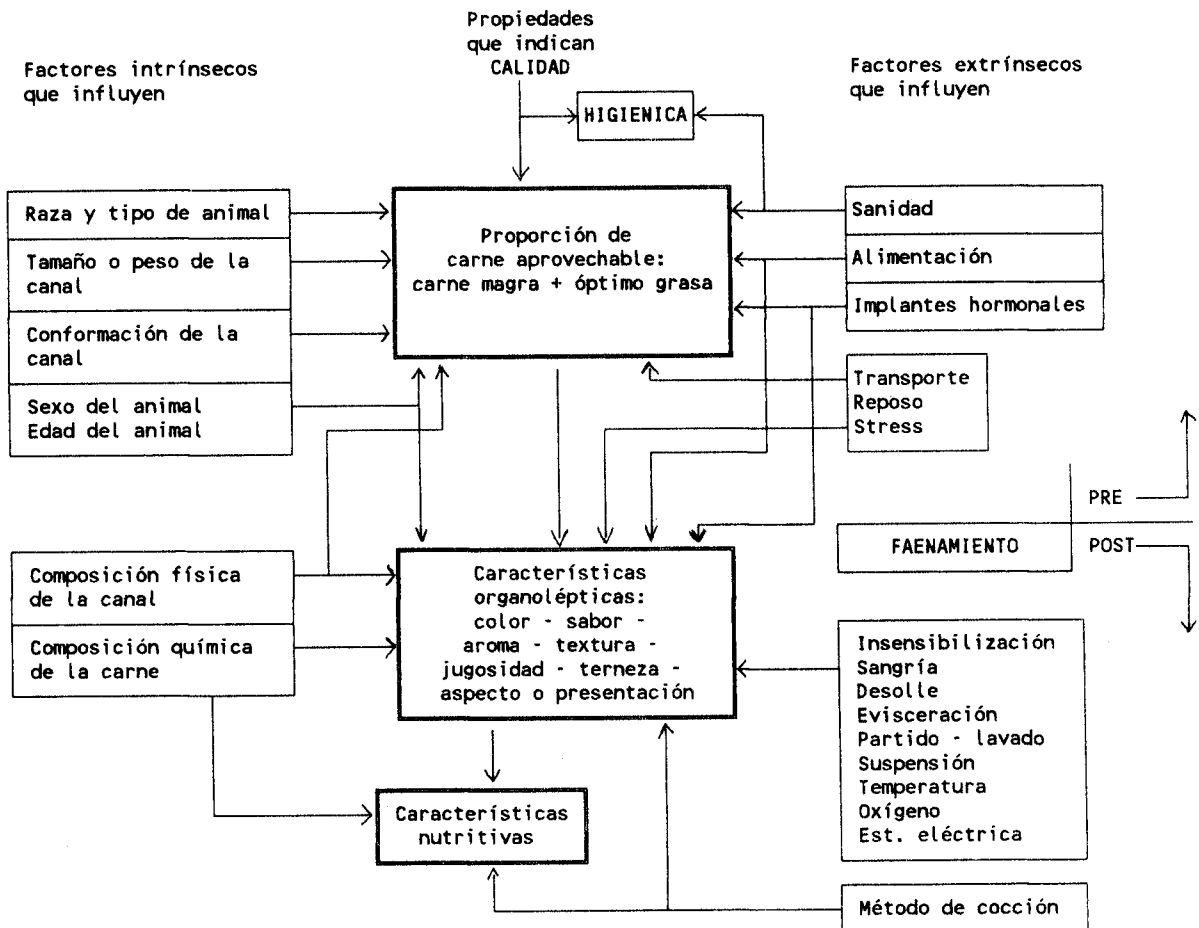 Propiedades
que indican
CALIDAD
Factores intrínsecos
que influyen
Factores extrínsecos
que influyen
HIGIENICA
Raza y tipo de animal
Tamaño o peso de la
canal
Conformación de la
canal
Sexo del animal
Edad del animal
Proporción de
carne aprovechable:
carne magra + óptimo grasa
Sanidad
Alimentación
Implantes hormonales
Transporte
Reposo
Stress
PRE
FAENAMIENTO
POST
Composición física
de la canal
Composición química
de la carne
Características
organolépticas:
color - sabor -
aroma - textura -
jugosidad - terneza -
aspecto o presentación
Insensibilización
Sangría
Desolle
Evisceración
Partido - lavado
Suspensión
Temperatura
Oxígeno
Est. eléctrica
Características
nutritivas
Método de cocción